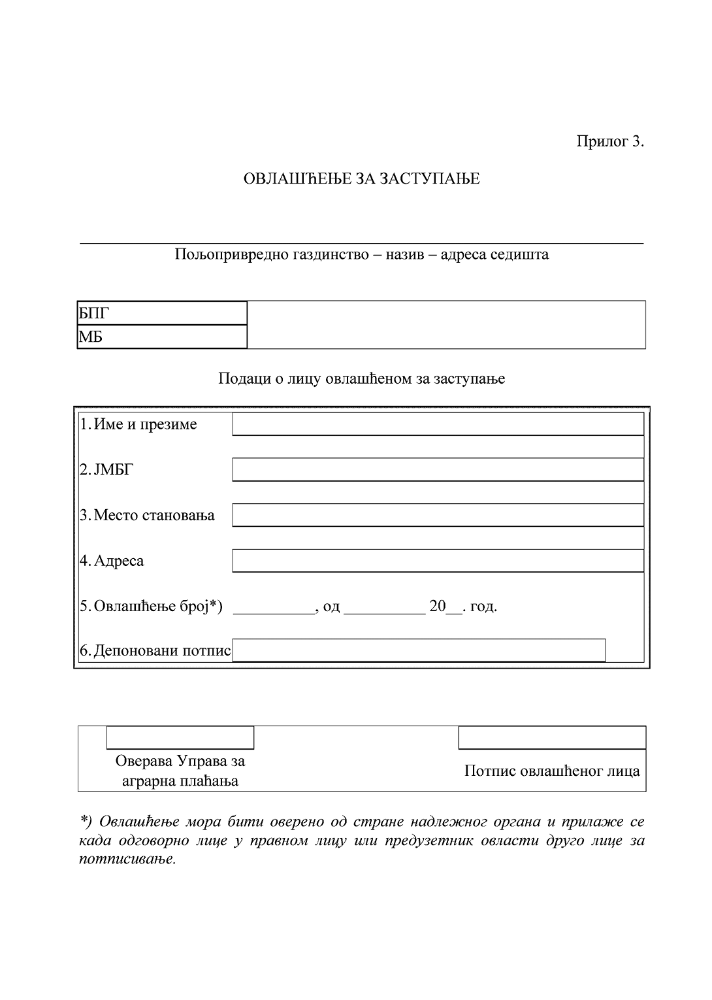 Прилог 3.
ОВЛАШЋЕЊЕ ЗА ЗАСТУПАЊЕ
Пољопривредно газдинство – назив – адреса седишта
БПГ
МБ
Подаци о лицу овлашћеном за заступање
1. Име и презиме
2. ЈМБГ
3. Место становања
4. Адреса
5. Овлашћење број*) __________, од __________ 20__. год.
6. Депоновани потпис
Оверава Управа за
аграрна плаћања
Потпис овлашћеног лица
*) Овлашћење мора бити оверено од стране надлежног органа и прилаже се
када одговорно лице у правном лицу или предузетник овласти друго лице за
потписивање.